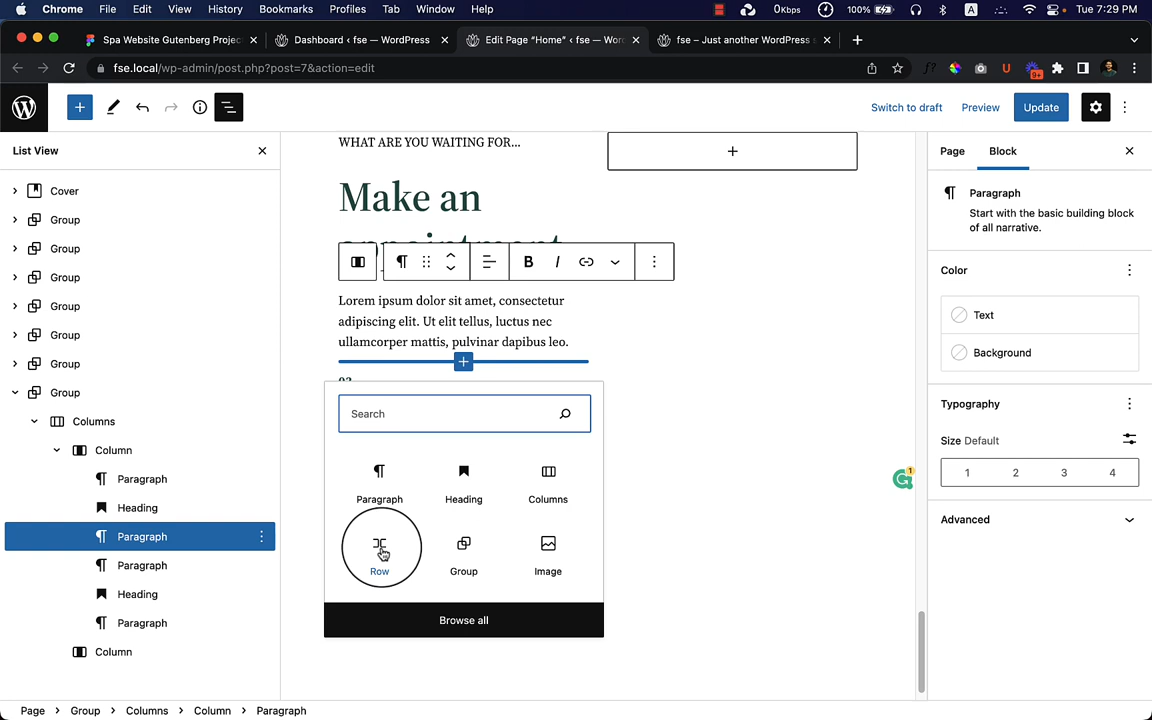 Chrome File Edit View History Bookmarks Profiles Tab Window Help 0Kbps 100% A Tue 7:29 PM
Spa Website Gutenberg Projec Dashboard ‹ fse — WordPress Edit Page “Home” ‹ fse — Wor fse – Just another WordPress s
fse.local/wp-admin/post.php?post=7&action=edit
f? U 9+
Switch to draft Preview Update
List View
Cover
Group
Group
Group
Group
Group
Group
Group
Columns
Column
Paragraph
Heading
Paragraph
Paragraph
Heading
Paragraph
Column
WHAT ARE YOU WAITING FOR...
Make an
appointment
B I
Lorem ipsum dolor sit amet, consectetur
adipiscing elit. Ut elit tellus, luctus nec
ullamcorper mattis, pulvinar dapibus leo.
Search
Paragraph Heading Columns
Row Group Image
Browse all
G 1
Page Block
Paragraph
Start with the basic building block
of all narrative.
Color
Text
Background
Typography
Size Default
1 2 3 4
Advanced
Page > Group > Columns > Column > Paragraph